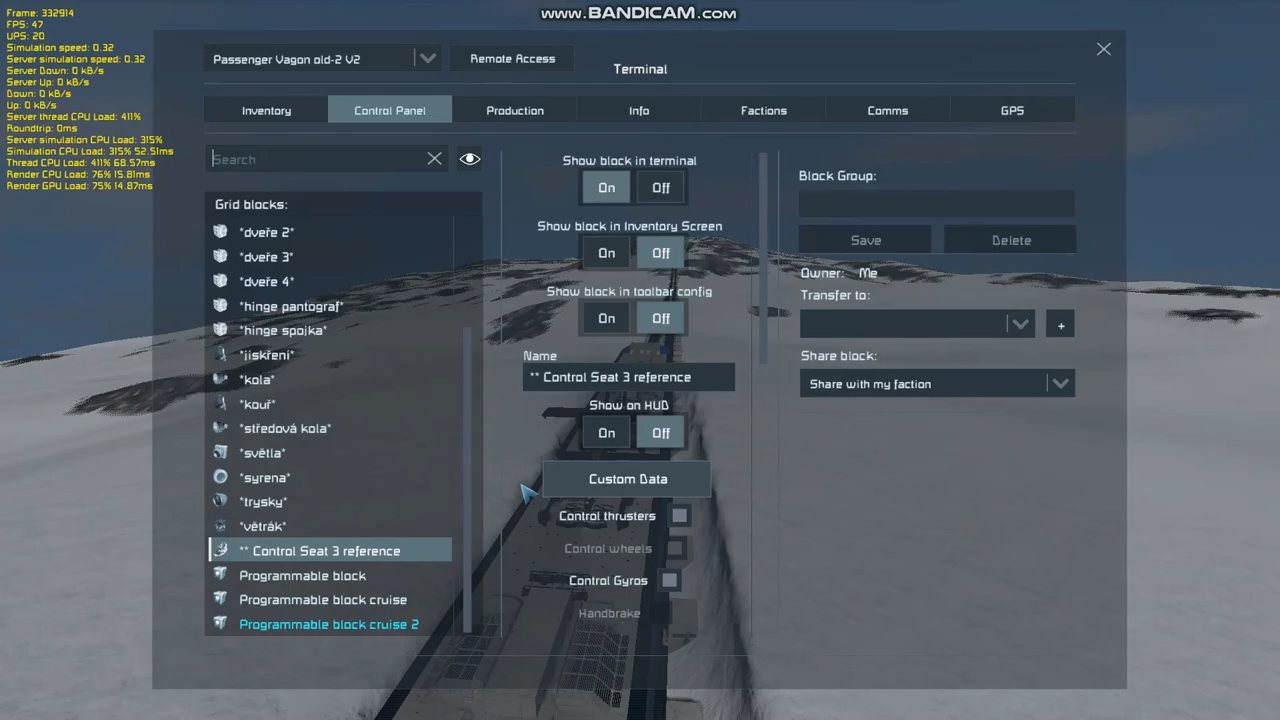 www.BANDICAM.com
Frame: 332914
FPS: 47
UPS: 20
Simulation speed: 0.32
Server simulation speed: 0.32
Server Down: 0 kB/s
Server Up: 0 kB/s
Down: 0 kB/s
Up: 0 kB/s
Server thread CPU Load: 411%
Roundtrip: 0ms
Server simulation CPU Load: 315%
Simulation CPU Load: 315% 52.51ms
Thread CPU Load: 411% 68.57ms
Render CPU Load: 76% 15.81ms
Render GPU Load: 75% 14.87ms
Passenger Vagon old-2 V2
Remote Access
Terminal
Inventory
Control Panel
Production
Info
Factions
Comms
GPS
Search
Grid blocks:
*dveře 2*
*dveře 3*
*dveře 4*
*hinge pantograf*
*hinge spojka*
*jiskření*
*kola*
*kouř*
*středová kola*
*světla*
*syrena*
*trysky*
*větrák*
** Control Seat 3 reference
Programmable block
Programmable block cruise
Programmable block cruise 2
Show block in terminal
On Off
Show block in Inventory Screen
On Off
Show block in toolbar config
On Off
Name
** Control Seat 3 reference
Show on HUD
On Off
Custom Data
Control thrusters
Control wheels
Control Gyros
Handbrake
Block Group:
Save
Delete
Owner: Me
Transfer to:
+
Share block:
Share with my faction